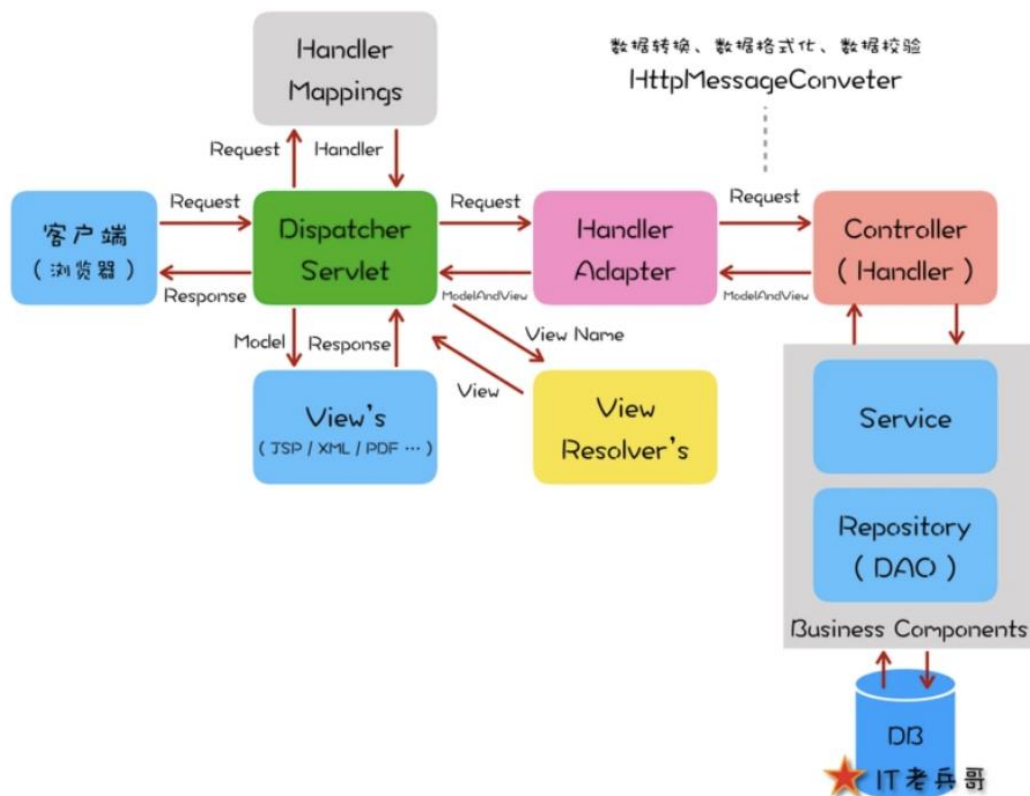 Handler
Mappings
数据转换、数据格式化、数据校验
HttpMessageConveter
Request
Handler
客户端
（浏览器）
Request
Response
Dispatcher
Servlet
Request
ModelAndView
Handler
Adapter
Request
ModelAndView
Controller
( Handler )
Model
Response
View Name
View
View's
( JSP / XML / PDF ... )
View
Resolver's
Service
Repository
( DAO )
Business Components
DB
IT老兵哥